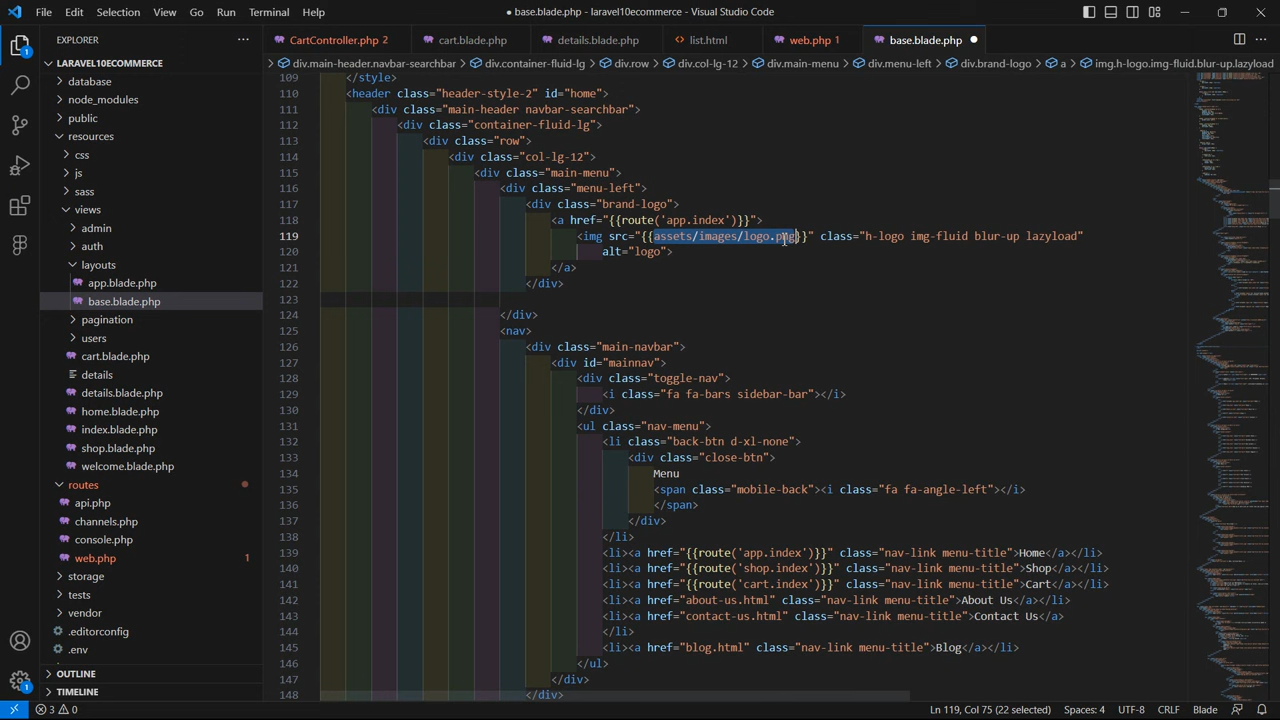 File Edit Selection View Go Run Terminal Help
● base.blade.php - laravel10ecommerce - Visual Studio Code
EXPLORER
CartController.php 2 cart.blade.php details.blade.php list.html web.php 1 base.blade.php ●
LARAVEL10ECOMMERCE
div.main-header.navbar-searchbar > div.container-fluid-lg > div.row > div.col-lg-12 > div.main-menu > div.menu-left > div.brand-logo > a > img.h-logo.img-fluid.blur-up.lazyload
database
node_modules
public
resources
css
js
sass
views
admin
auth
layouts
app.blade.php
base.blade.php
pagination
users
cart.blade.php
details
details.blade.php
home.blade.php
index.blade.php
shop.blade.php
welcome.blade.php
routes
api.php
channels.php
console.php
web.php 1
storage
tests
vendor
.editorconfig
.env
OUTLINE
TIMELINE
109 </style>
110 <header class="header-style-2" id="home">
111 <div class="main-header navbar-searchbar">
112 <div class="container-fluid-lg">
113 <div class="row">
114 <div class="col-lg-12">
115 <div class="main-menu">
116 <div class="menu-left">
117 <div class="brand-logo">
118 <a href="{{route('app.index')}}">
119 <img src="{{assets/images/logo.png}}" class="h-logo img-fluid blur-up lazyload"
120 alt="logo">
121 </a>
122 </div>
123
124 </div>
125 <nav>
126 <div class="main-navbar">
127 <div id="mainnav">
128 <div class="toggle-nav">
129 <i class="fa fa-bars sidebar-bar"></i>
130 </div>
131 <ul class="nav-menu">
132 <li class="back-btn d-xl-none">
133 <div class="close-btn">
134 Menu
135 <span class="mobile-back"><i class="fa fa-angle-left"></i>
136 </span>
137 </div>
138 </li>
139 <li><a href="{{route('app.index')}}" class="nav-link menu-title">Home</a></li>
140 <li><a href="{{route('shop.index')}}" class="nav-link menu-title">Shop</a></li>
141 <li><a href="{{route('cart.index')}}" class="nav-link menu-title">Cart</a></li>
142 <li><a href="about-us.html" class="nav-link menu-title">About Us</a></li>
143 <li><a href="contact-us.html" class="nav-link menu-title">Contact Us</a>
144 </li>
145 <li><a href="blog.html" class="nav-link menu-title">Blog</a></li>
146 </ul>
147 </div>
148 </div>
3 0
Ln 119, Col 75 (22 selected) Spaces: 4 UTF-8 CRLF Blade